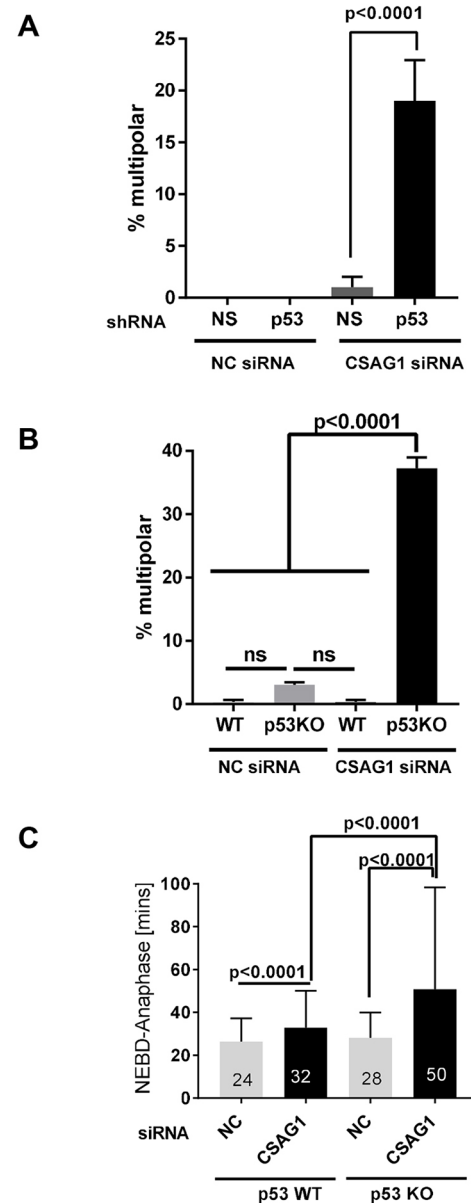 A
p<0.0001
25
20
15
10
5
0
% multipolar
shRNA NS p53 NS p53
NC siRNA CSAG1 siRNA
B
p<0.0001
40
30
20
10
0
% multipolar
ns ns
WT p53KO WT p53KO
NC siRNA CSAG1 siRNA
C
p<0.0001
p<0.0001
p<0.0001
100
80
60
40
20
0
NEBD-Anaphase [mins]
24 32 28 50
siRNA NC CSAG1 NC CSAG1
p53 WT p53 KO